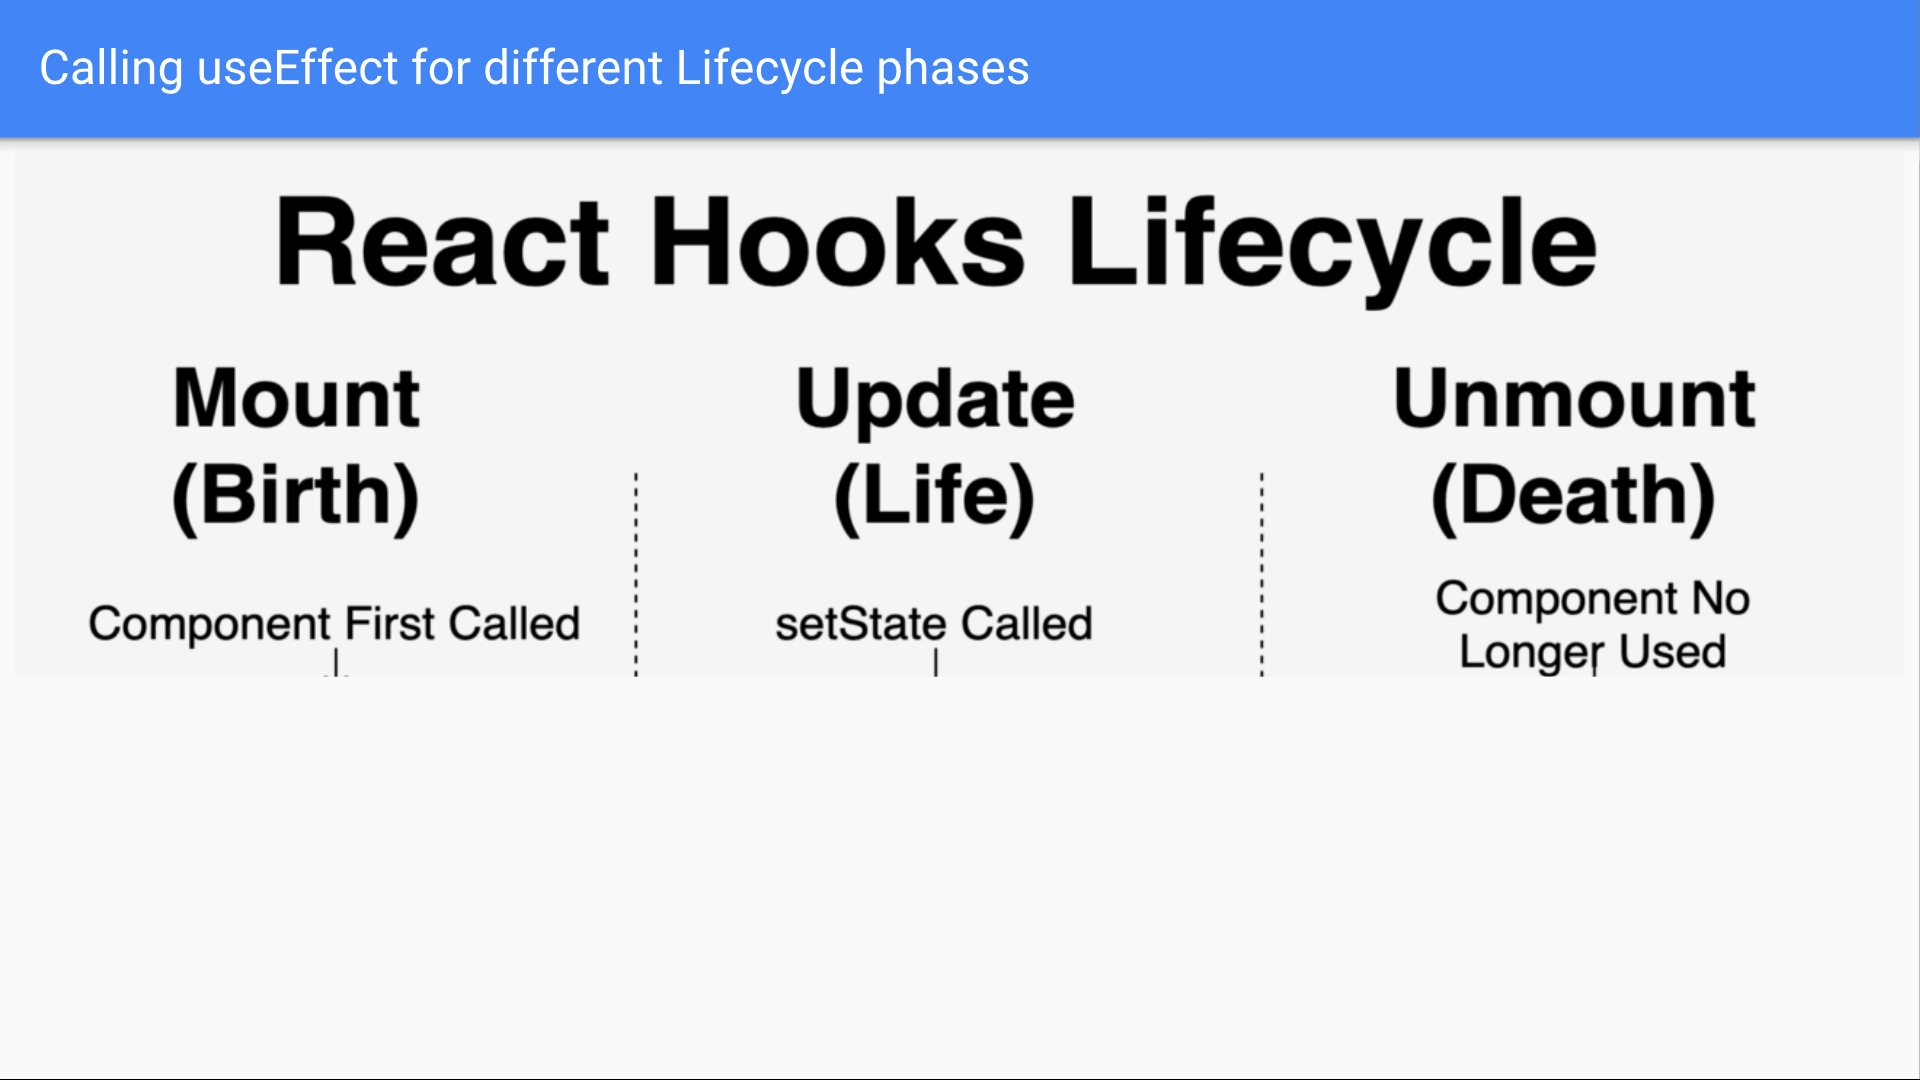 Calling useEffect for different Lifecycle phases
React Hooks Lifecycle
Mount
(Birth)
Component First Called
Update
(Life)
setState Called
Unmount
(Death)
Component No
Longer Used